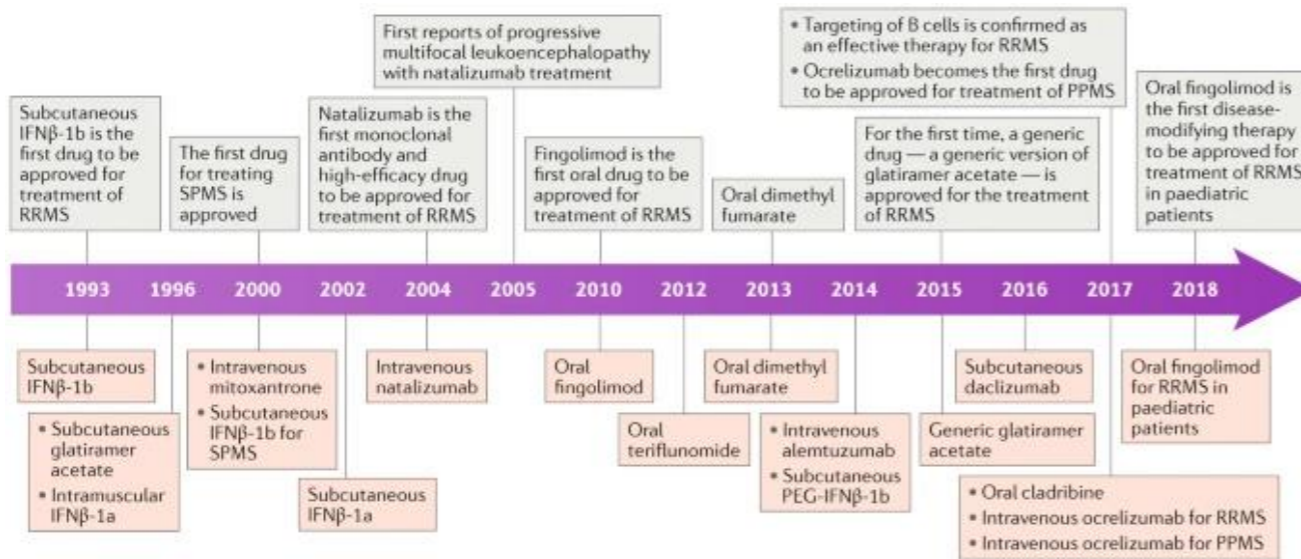 First reports of progressive
multifocal leukoencephalopathy
with natalizumab treatment
• Targeting of B cells is confirmed as
an effective therapy for RRMS
• Ocrelizumab becomes the first drug
to be approved for treatment of PPMS
Subcutaneous
IFNβ-1b is the
first drug to be
approved for
treatment of
RRMS
The first drug
for treating
SPMS is
approved
Natalizumab is the
first monoclonal
antibody and
high-efficacy drug
to be approved for
treatment of RRMS
Fingolimod is the
first oral drug to be
approved for
treatment of RRMS
Oral dimethyl
fumarate
For the first time, a generic
drug — a generic version of
glatiramer acetate — is
approved for the treatment
of RRMS
Oral fingolimod is
the first disease-
modifying therapy
to be approved for
treatment of RRMS
in paediatric
patients
1993 1996 2000 2002 2004 2005 2010 2012 2013 2014 2015 2016 2017 2018
Subcutaneous
IFNβ-1b
• Subcutaneous
glatiramer
acetate
• Intramuscular
IFNβ-1a
• Intravenous
mitoxantrone
• Subcutaneous
IFNβ-1b for
SPMS
Subcutaneous
IFNβ-1a
Intravenous
natalizumab
Oral
fingolimod
Oral
teriflunomide
Oral dimethyl
fumarate
• Intravenous
alemtuzumab
• Subcutaneous
PEG-IFNβ-1b
Generic glatiramer
acetate
Subcutaneous
daclizumab
• Oral cladribine
• Intravenous ocrelizumab for RRMS
• Intravenous ocrelizumab for PPMS
Oral fingolimod
for RRMS in
paediatric
patients